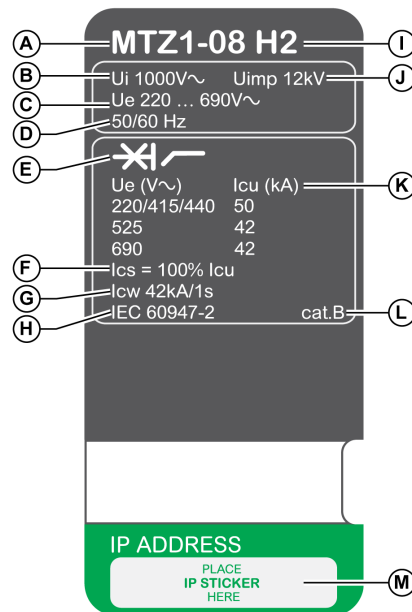 A MTZ1-08 H2 I
B Ui 1000V∼ Uimp 12kV J
C Ue 220 ... 690V∼
D 50/60 Hz
E
Ue (V∼) Icu (kA) K
220/415/440 50
525 42
690 42
F Ics = 100% Icu
G Icw 42kA/1s
H IEC 60947-2 cat.B L
IP ADDRESS
PLACE
IP STICKER M
HERE